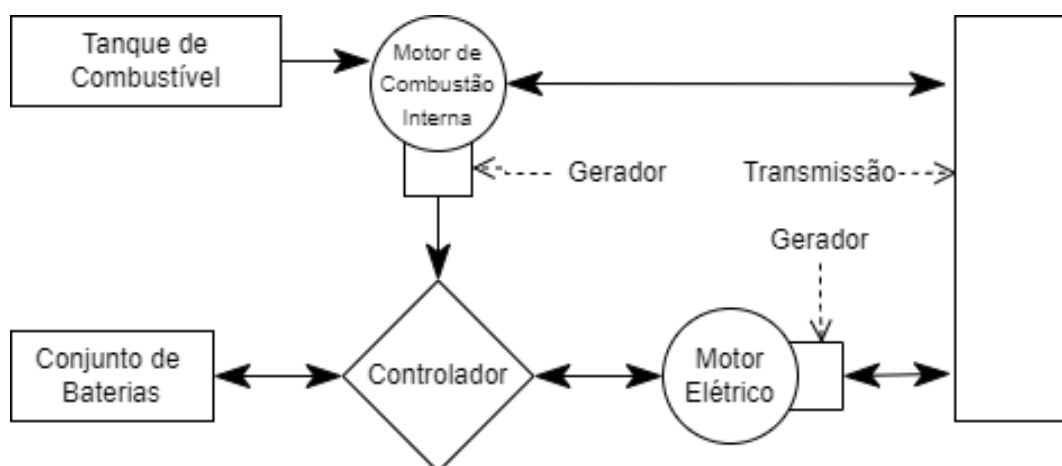 Tanque de
Combustível
Motor de
Combustão
Interna
Gerador
Transmissão
Gerador
Conjunto de
Baterias
Controlador
Motor
Elétrico